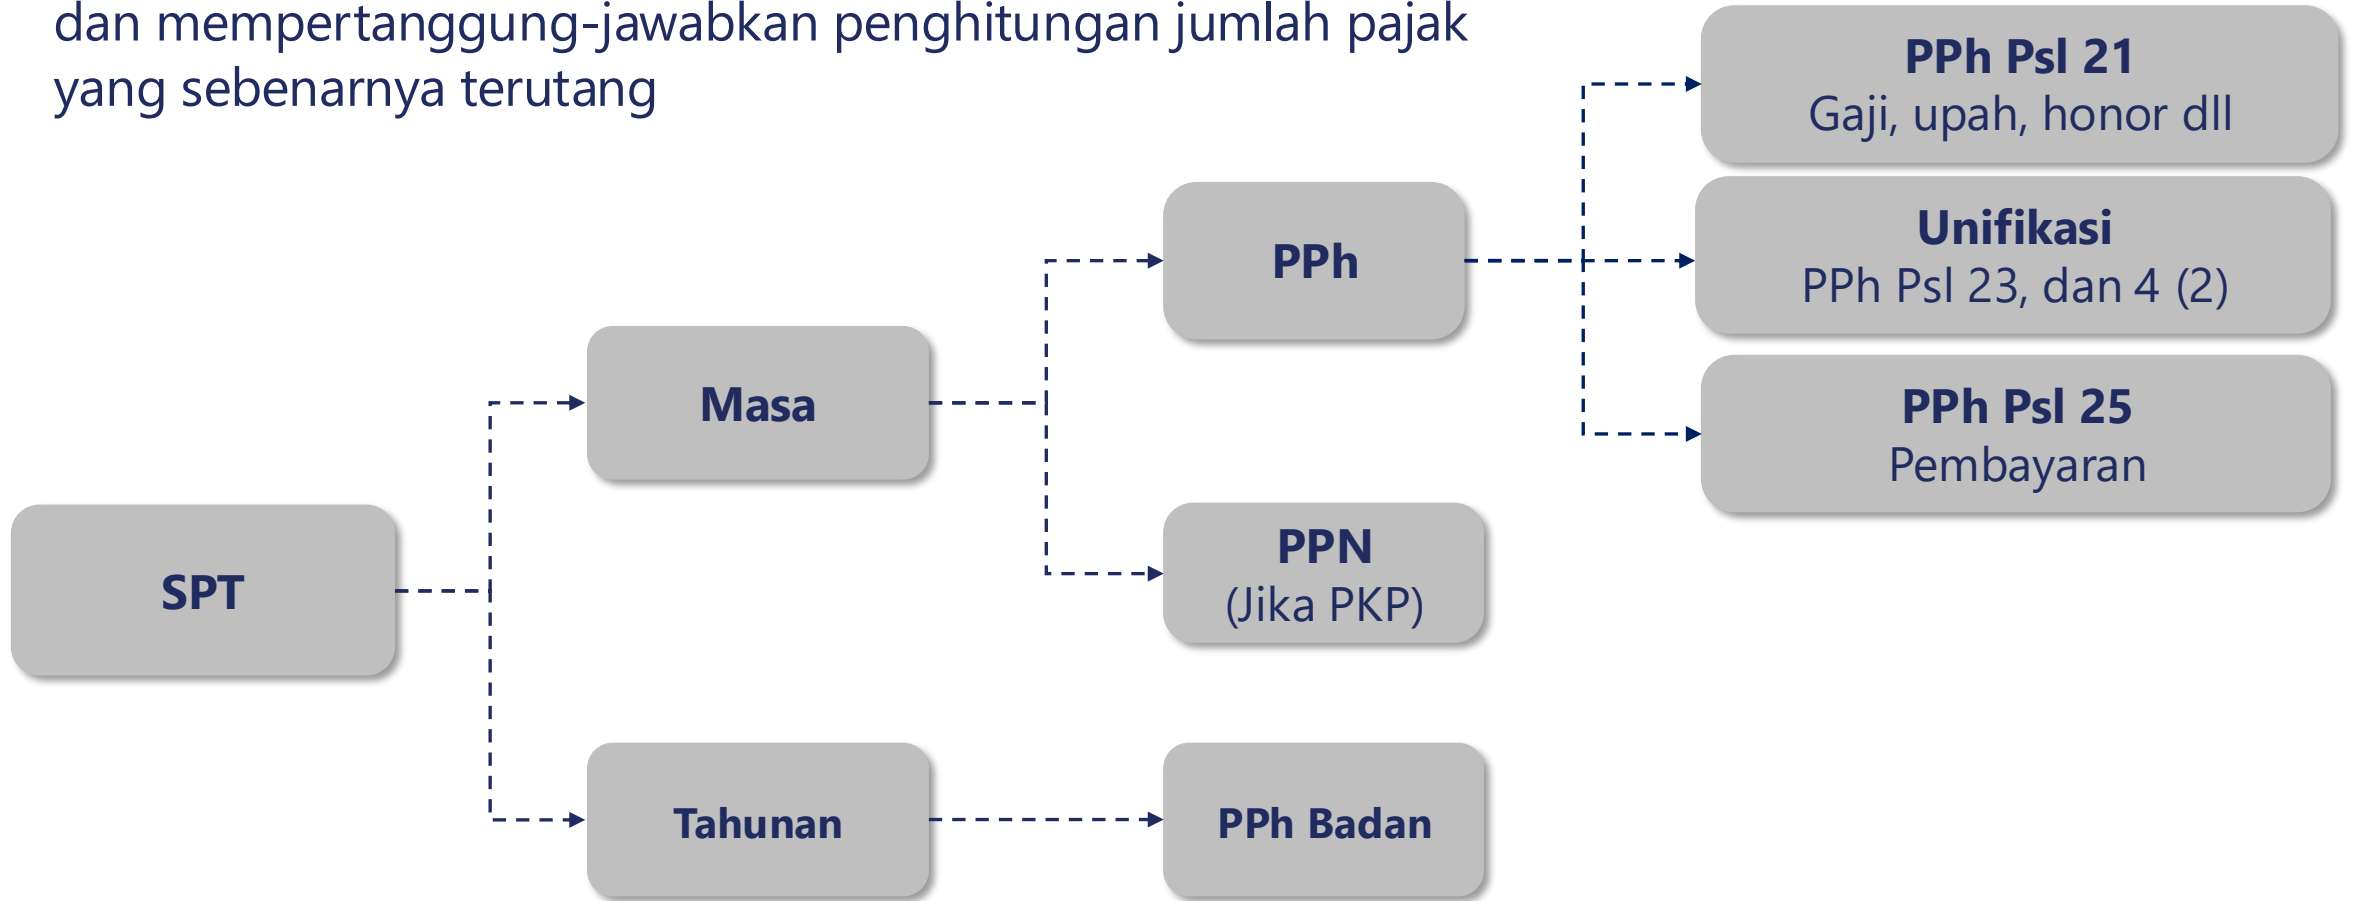 dan mempertanggung-jawabkan penghitungan jumlah pajak
yang sebenarnya terutang
SPT
Masa
Tahunan
PPh
PPN
(Jika PKP)
PPh Badan
PPh Psl 21
Gaji, upah, honor dll
Unifikasi
PPh Psl 23, dan 4 (2)
PPh Psl 25
Pembayaran